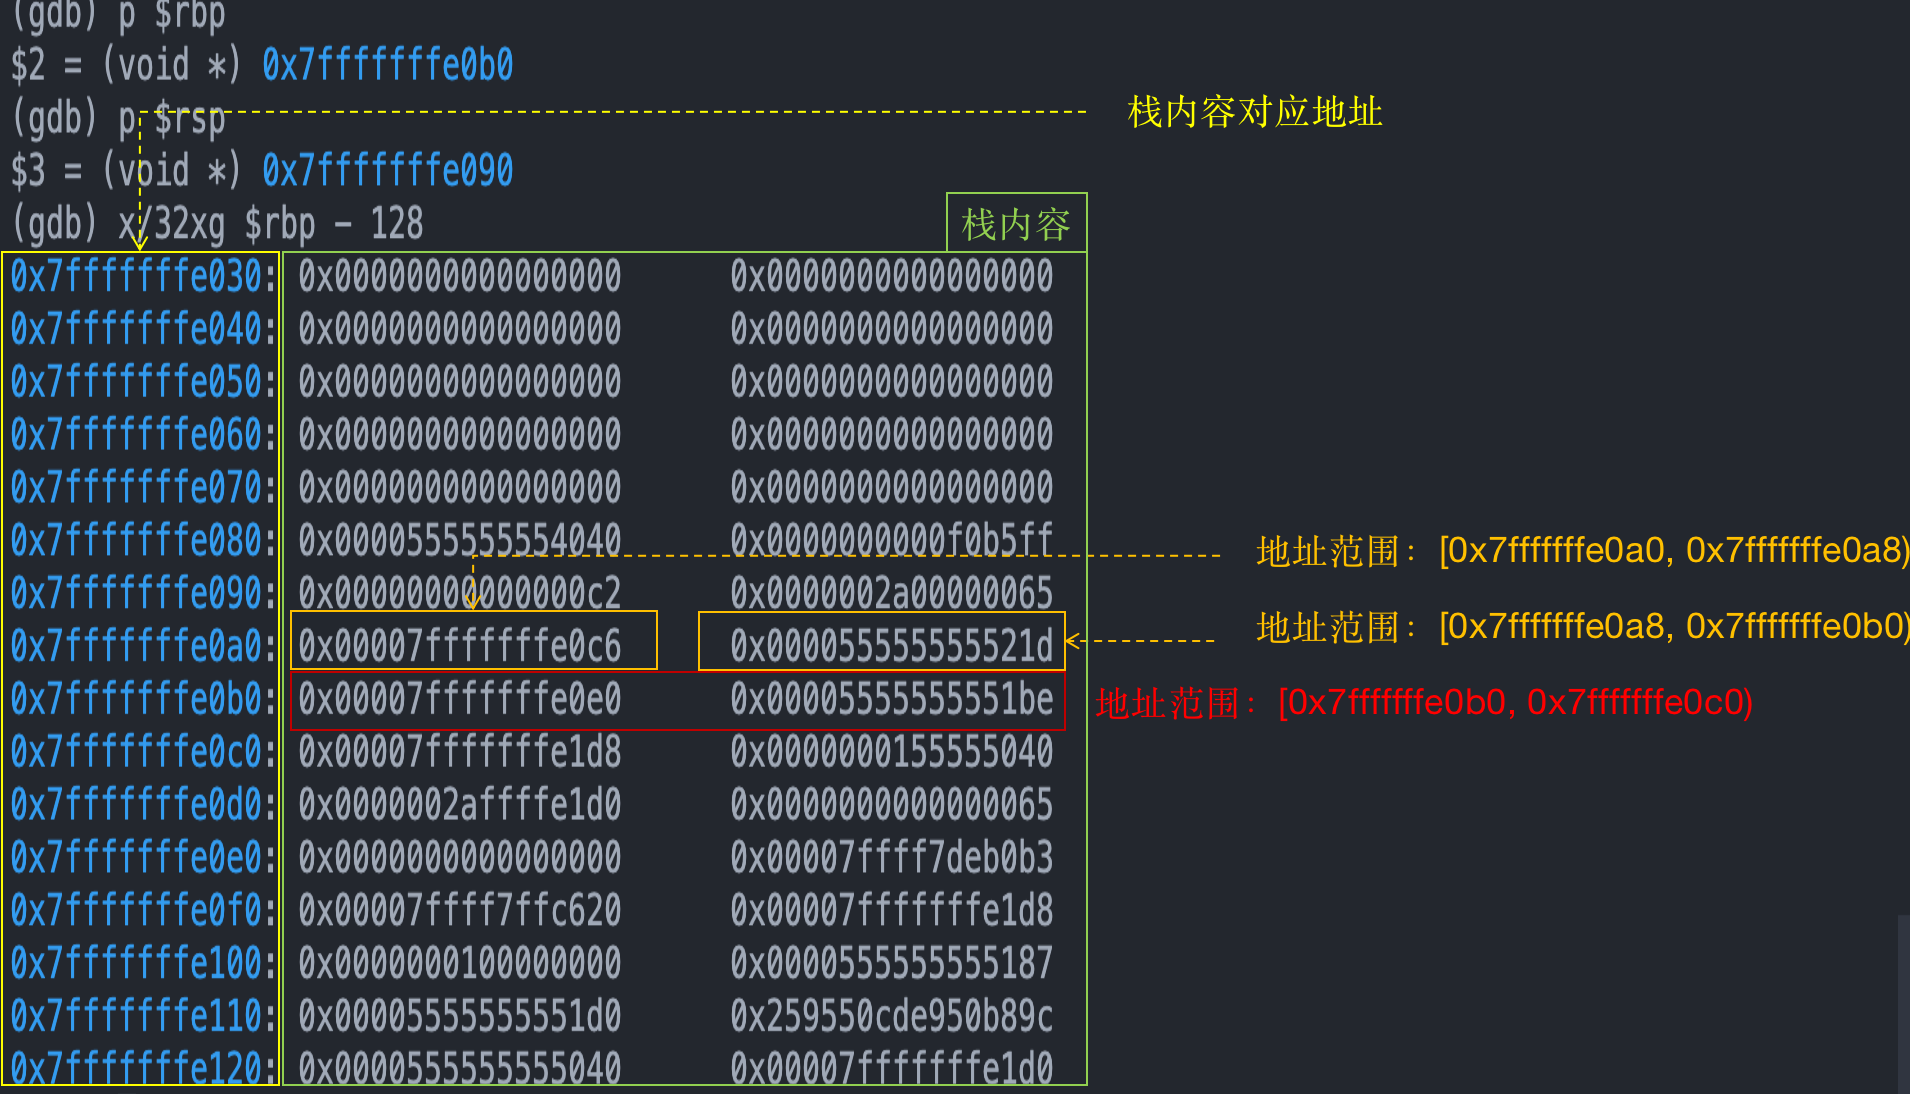 (gdb) p $rbp
$2 = (void *) 0x7fffffffe0b0
(gdb) p $rsp
栈内容对应地址
$3 = (void *) 0x7fffffffe090
(gdb) x/32xg $rbp - 128
栈内容
0x7fffffffe030: 0x0000000000000000 0x0000000000000000
0x7fffffffe040: 0x0000000000000000 0x0000000000000000
0x7fffffffe050: 0x0000000000000000 0x0000000000000000
0x7fffffffe060: 0x0000000000000000 0x0000000000000000
0x7fffffffe070: 0x0000000000000000 0x0000000000000000
0x7fffffffe080: 0x0000555555554040 0x0000000000f0b5ff
地址范围：[0x7fffffffe0a0, 0x7fffffffe0a8)
0x7fffffffe090: 0x00000000000000c2 0x0000002a00000065
地址范围：[0x7fffffffe0a8, 0x7fffffffe0b0)
0x7fffffffe0a0: 0x00007fffffffe0c6 0x000055555555521d
0x7fffffffe0b0: 0x00007fffffffe0e0 0x00005555555551be
地址范围：[0x7fffffffe0b0, 0x7fffffffe0c0)
0x7fffffffe0c0: 0x00007fffffffe1d8 0x0000000155555040
0x7fffffffe0d0: 0x0000002affffe1d0 0x0000000000000065
0x7fffffffe0e0: 0x0000000000000000 0x00007ffff7deb0b3
0x7fffffffe0f0: 0x00007ffff7ffc620 0x00007fffffffe1d8
0x7fffffffe100: 0x0000000100000000 0x0000555555555187
0x7fffffffe110: 0x00005555555551d0 0x259550cde950b89c
0x7fffffffe120: 0x0000555555555040 0x00007fffffffe1d0